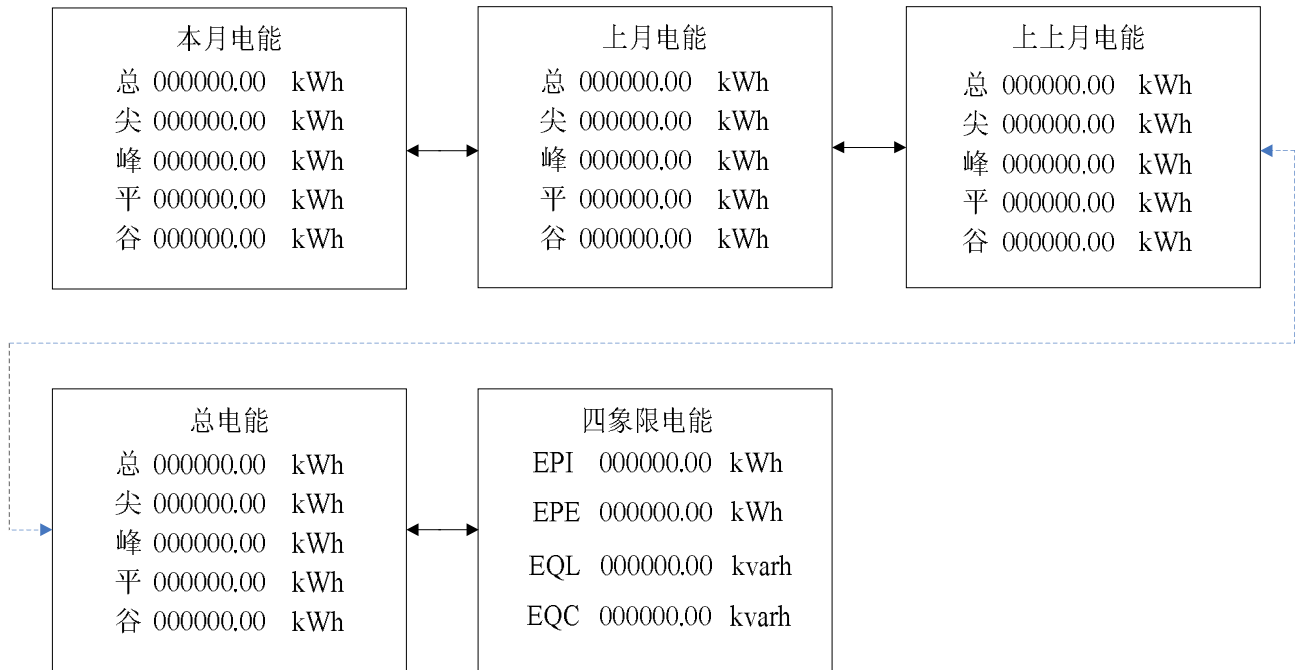 本月电能
总 000000.00 kWh
尖 000000.00 kWh
峰 000000.00 kWh
平 000000.00 kWh
谷 000000.00 kWh
上月电能
总 000000.00 kWh
尖 000000.00 kWh
峰 000000.00 kWh
平 000000.00 kWh
谷 000000.00 kWh
上上月电能
总 000000.00 kWh
尖 000000.00 kWh
峰 000000.00 kWh
平 000000.00 kWh
谷 000000.00 kWh
总电能
总 000000.00 kWh
尖 000000.00 kWh
峰 000000.00 kWh
平 000000.00 kWh
谷 000000.00 kWh
四象限电能
EPI 000000.00 kWh
EPE 000000.00 kWh
EQL 000000.00 kvarh
EQC 000000.00 kvarh